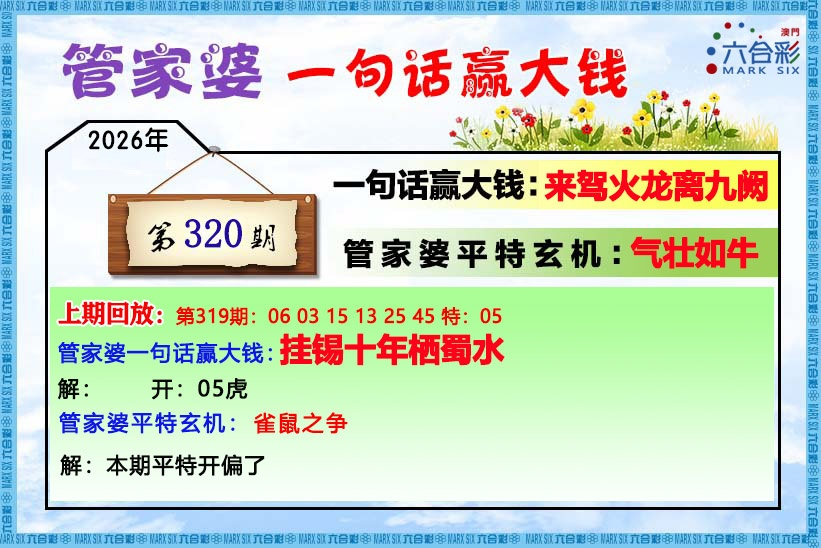 管家婆 一句话赢大钱
澳門
六合彩
MARK SIX
2026年
第 320 期
一句话赢大钱：来驾火龙离九阙
管家婆平特玄机：气壮如牛
上期回放：第319期：06 03 15 13 25 45 特：05
管家婆一句话赢大钱：挂锡十年栖蜀水
解： 开：05虎
管家婆平特玄机：雀鼠之争
解：本期平特开偏了